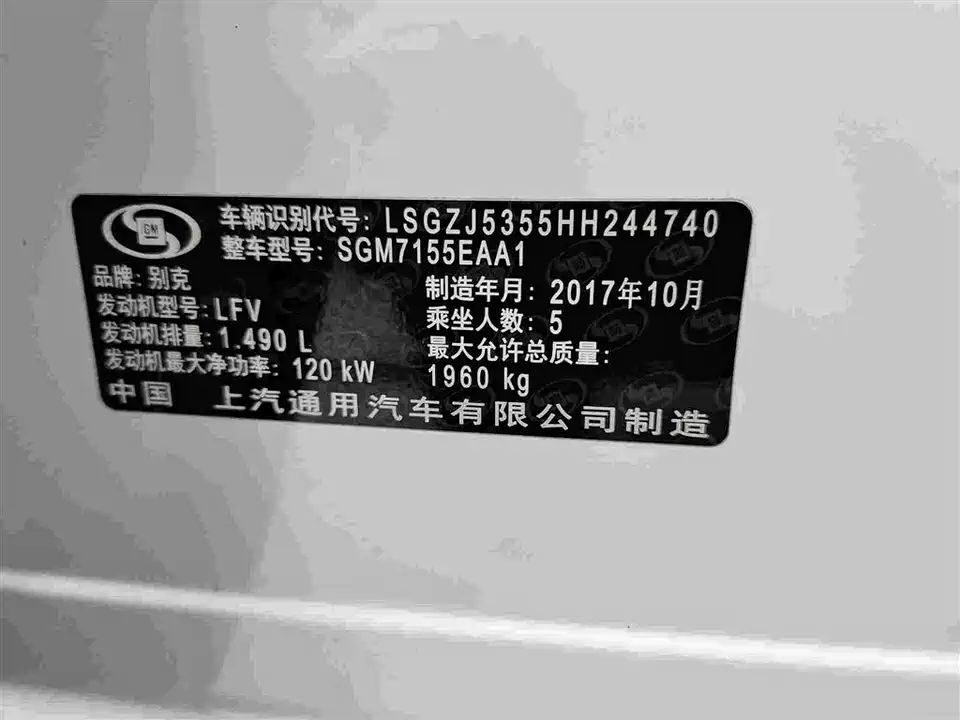 GM
车辆识别代号: LSGZJ5355HH244740
整车型号: SGM7155EAA1
品牌: 别克
制造年月: 2017年10月
发动机型号: LFV
乘坐人数: 5
发动机排量: 1.490 L
最大允许总质量:
发动机最大净功率: 120 kW
1960 kg
中国 上汽通用汽车有限公司制造